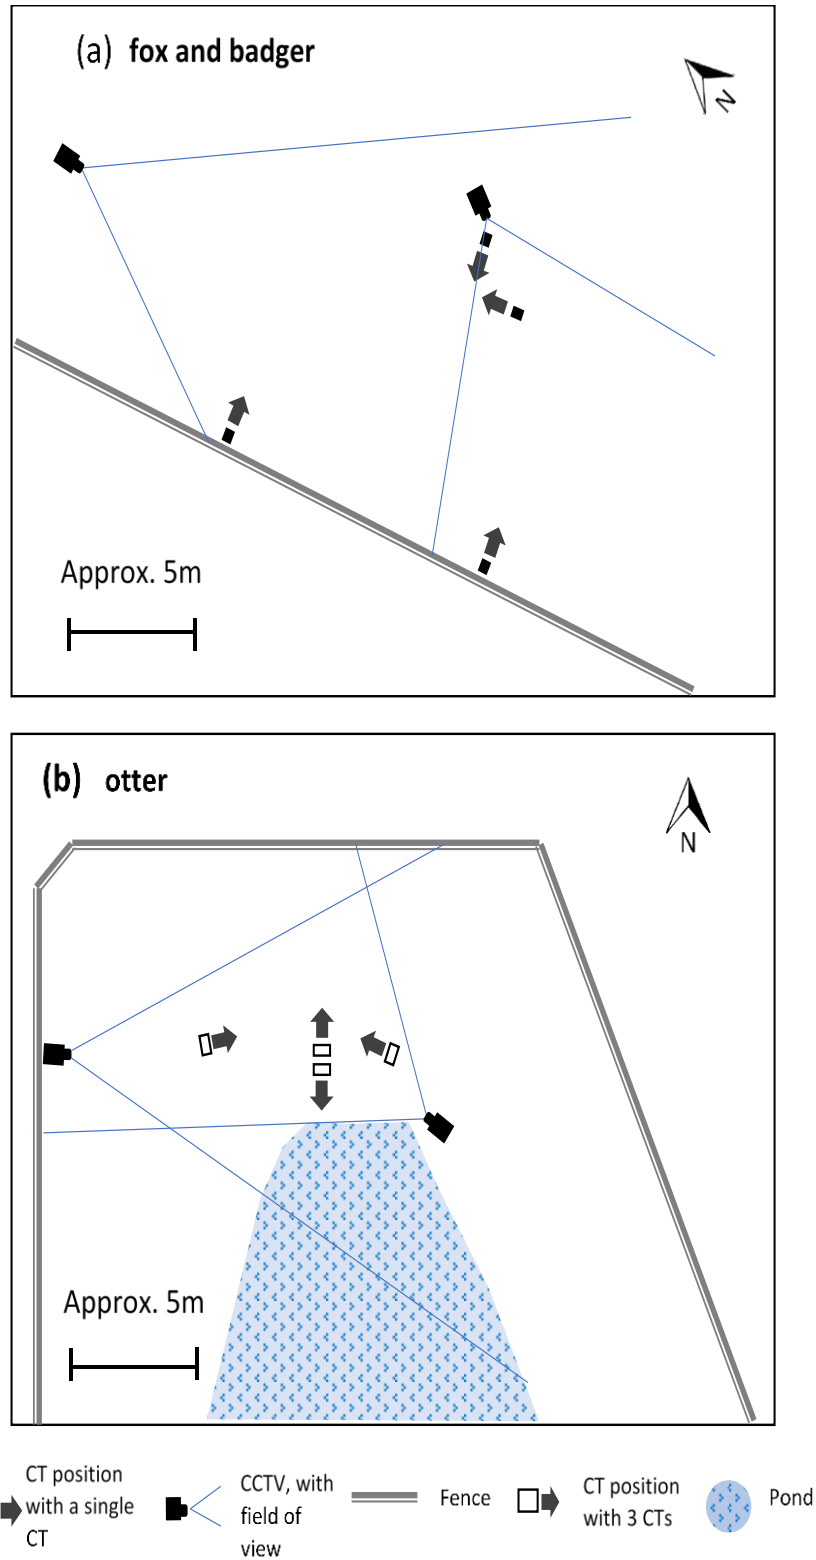 (a) fox and badger
N
Approx. 5m
(b) otter
N
Approx. 5m
CT position
with a single
CT
CCTV, with
field of
view
Fence
CT position
with 3 CTs
Pond